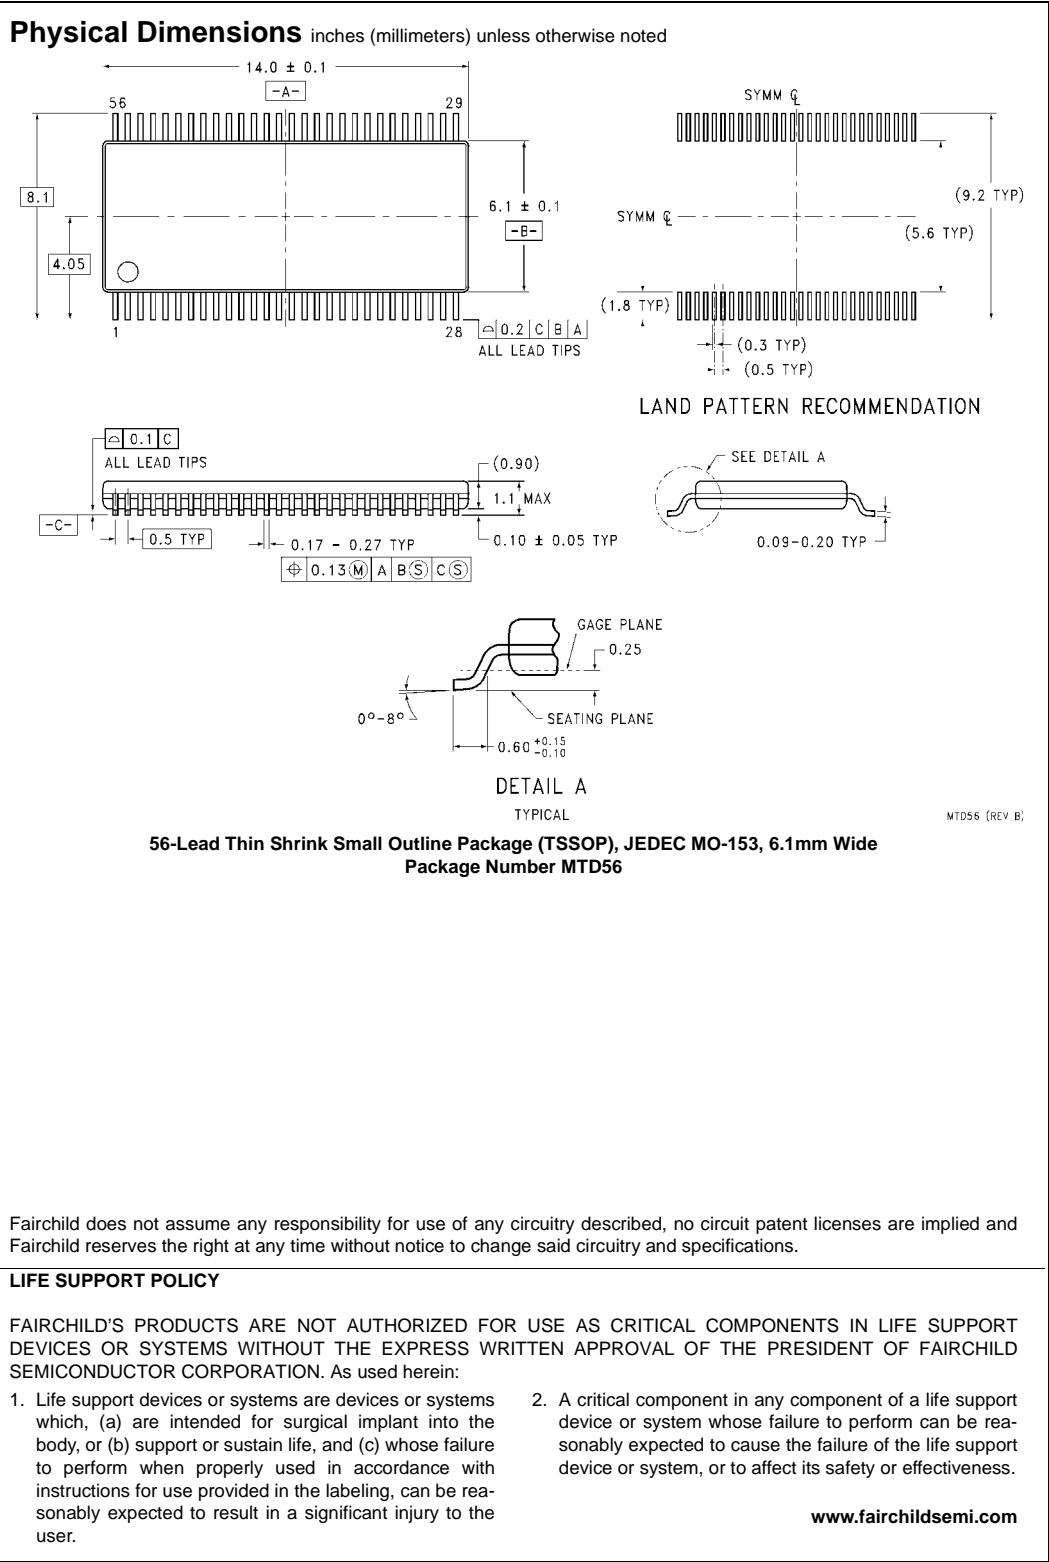 Physical Dimensions inches (millimeters) unless otherwise noted
14.0 ± 0.1
-A-
56
29
8.1
4.05
6.1 ± 0.1
-B-
1
28
⌓ 0.2 C B A
ALL LEAD TIPS
SYMM ℄
SYMM ℄
(9.2 TYP)
(5.6 TYP)
(1.8 TYP)
(0.3 TYP)
(0.5 TYP)
LAND PATTERN RECOMMENDATION
⌓ 0.1 C
ALL LEAD TIPS
(0.90)
1.1 MAX
-C-
0.5 TYP
0.17 - 0.27 TYP
0.10 ± 0.05 TYP
⌖ 0.13Ⓜ A BⓈ CⓈ
SEE DETAIL A
0.09-0.20 TYP
GAGE PLANE
0.25
0°-8°
SEATING PLANE
0.60 +0.15 -0.10
DETAIL A
TYPICAL
MTD56 (REV B)
56-Lead Thin Shrink Small Outline Package (TSSOP), JEDEC MO-153, 6.1mm Wide
Package Number MTD56
Fairchild does not assume any responsibility for use of any circuitry described, no circuit patent licenses are implied and
Fairchild reserves the right at any time without notice to change said circuitry and specifications.
LIFE SUPPORT POLICY
FAIRCHILD'S PRODUCTS ARE NOT AUTHORIZED FOR USE AS CRITICAL COMPONENTS IN LIFE SUPPORT
DEVICES OR SYSTEMS WITHOUT THE EXPRESS WRITTEN APPROVAL OF THE PRESIDENT OF FAIRCHILD
SEMICONDUCTOR CORPORATION. As used herein:
1. Life support devices or systems are devices or systems
which, (a) are intended for surgical implant into the
body, or (b) support or sustain life, and (c) whose failure
to perform when properly used in accordance with
instructions for use provided in the labeling, can be rea-
sonably expected to result in a significant injury to the
user.
2. A critical component in any component of a life support
device or system whose failure to perform can be rea-
sonably expected to cause the failure of the life support
device or system, or to affect its safety or effectiveness.
www.fairchildsemi.com